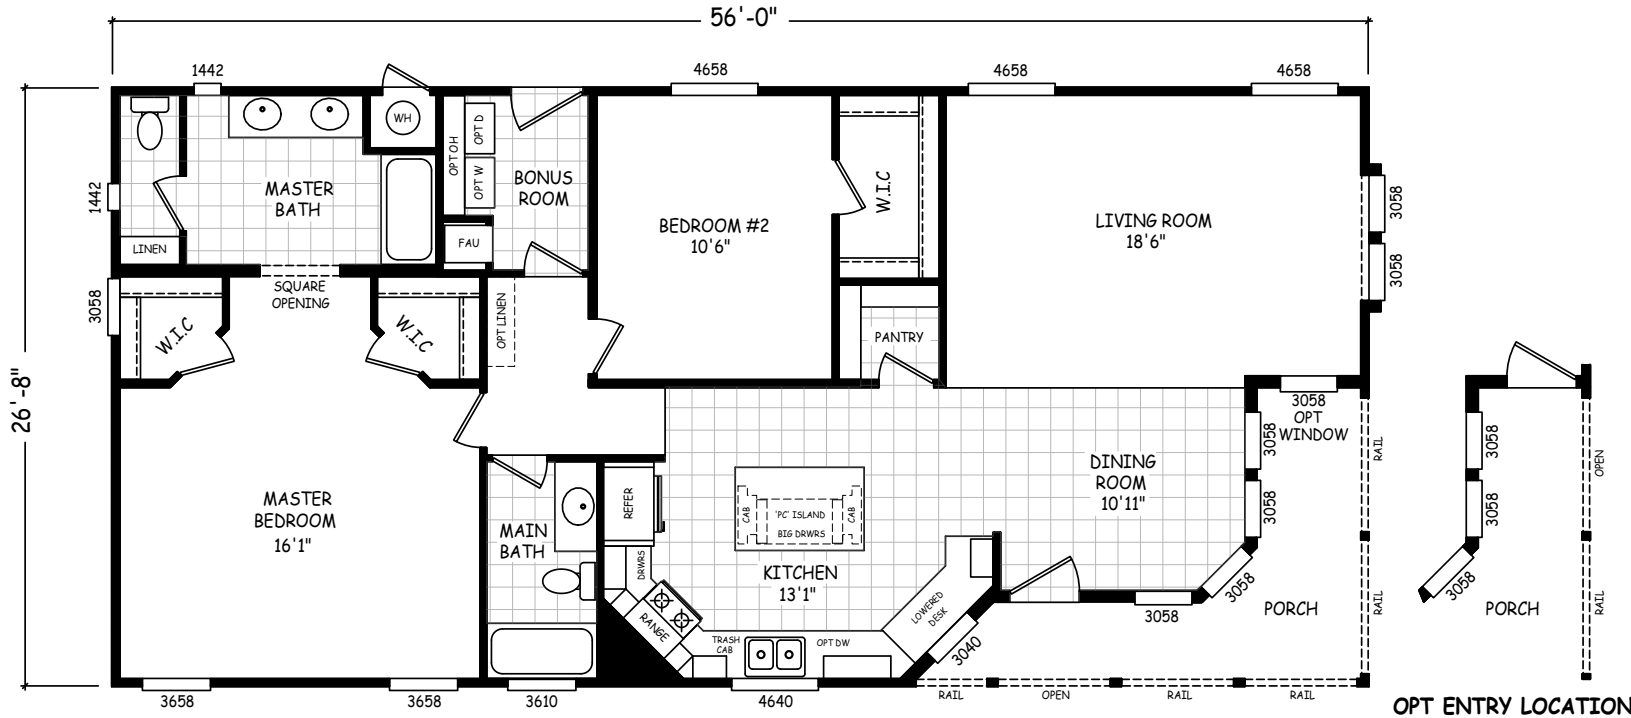 56'-0"
1442
4658
4658
4658
WH
OPT OH
OPT D
OPT W
BONUS
ROOM
MASTER
BATH
1442
LINEN
FAU
BEDROOM #2
10'6"
W.I.C
LIVING ROOM
18'6"
3058
3058
3058
SQUARE
OPENING
W.I.C
W.I.C
OPT LINEN
PANTRY
26'-8"
3058
OPT
WINDOW
3058
3058
3058
3058
RAIL
RAIL
PORCH
DINING
ROOM
10'11"
MASTER
BEDROOM
16'1"
MAIN
BATH
REFER
DRWRS
RANGE
CAB
'PC' ISLAND
BIG DRWRS
CAB
KITCHEN
13'1"
TRASH
CAB
OPT DW
LOWERED
DESK
3040
3658
3658
3610
4640
RAIL
OPEN
RAIL
RAIL
3058
3058
3058
OPEN
RAIL
PORCH
OPT ENTRY LOCATION